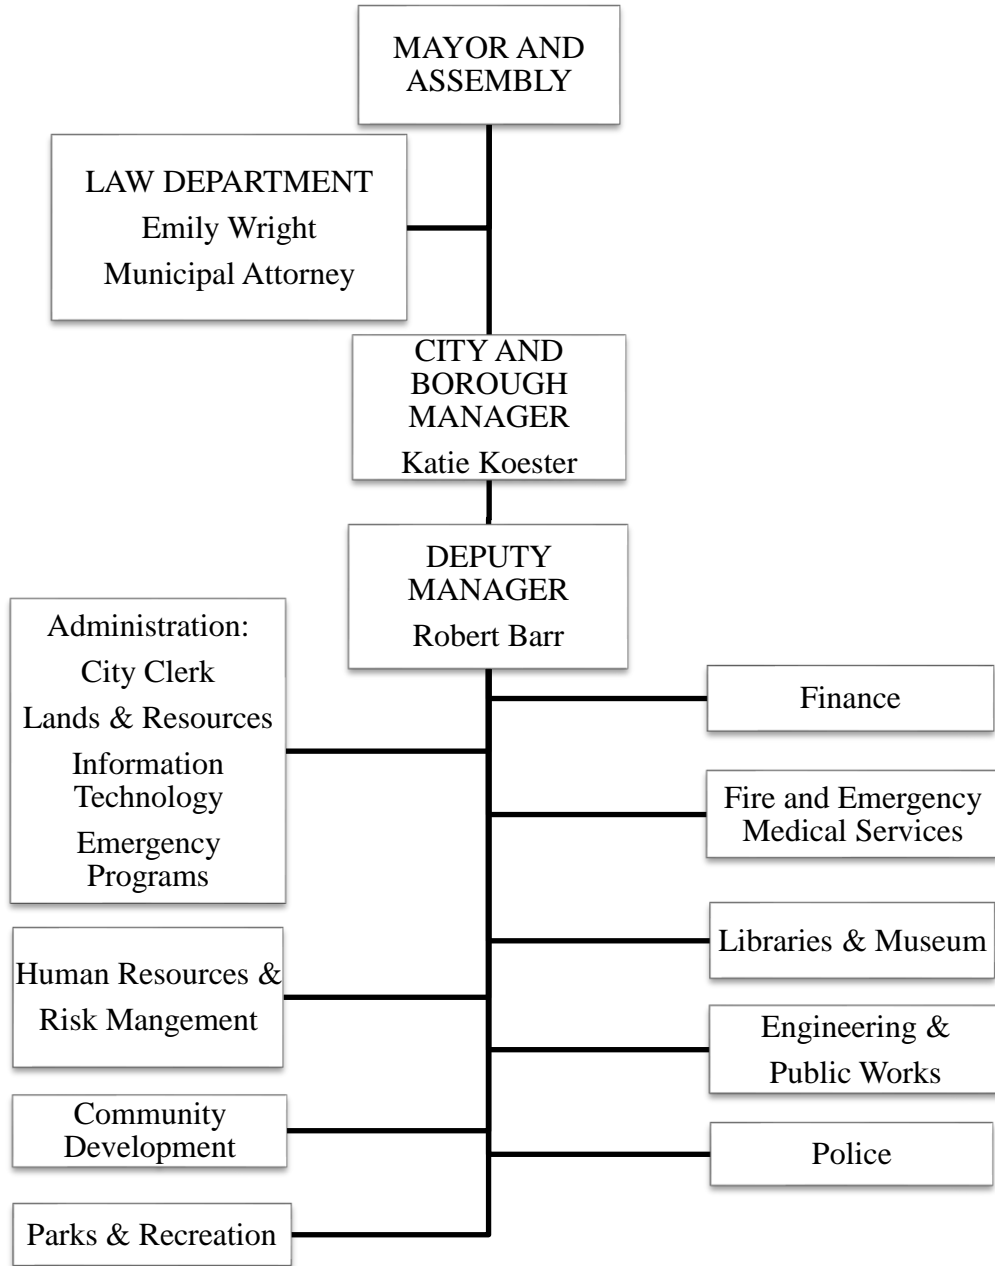 MAYOR AND
ASSEMBLY
LAW DEPARTMENT
Emily Wright
Municipal Attorney
CITY AND
BOROUGH
MANAGER
Katie Koester
DEPUTY
MANAGER
Robert Barr
Administration:
City Clerk
Lands & Resources
Information
Technology
Emergency
Programs
Human Resources &
Risk Mangement
Community
Development
Parks & Recreation
Finance
Fire and Emergency
Medical Services
Libraries & Museum
Engineering &
Public Works
Police